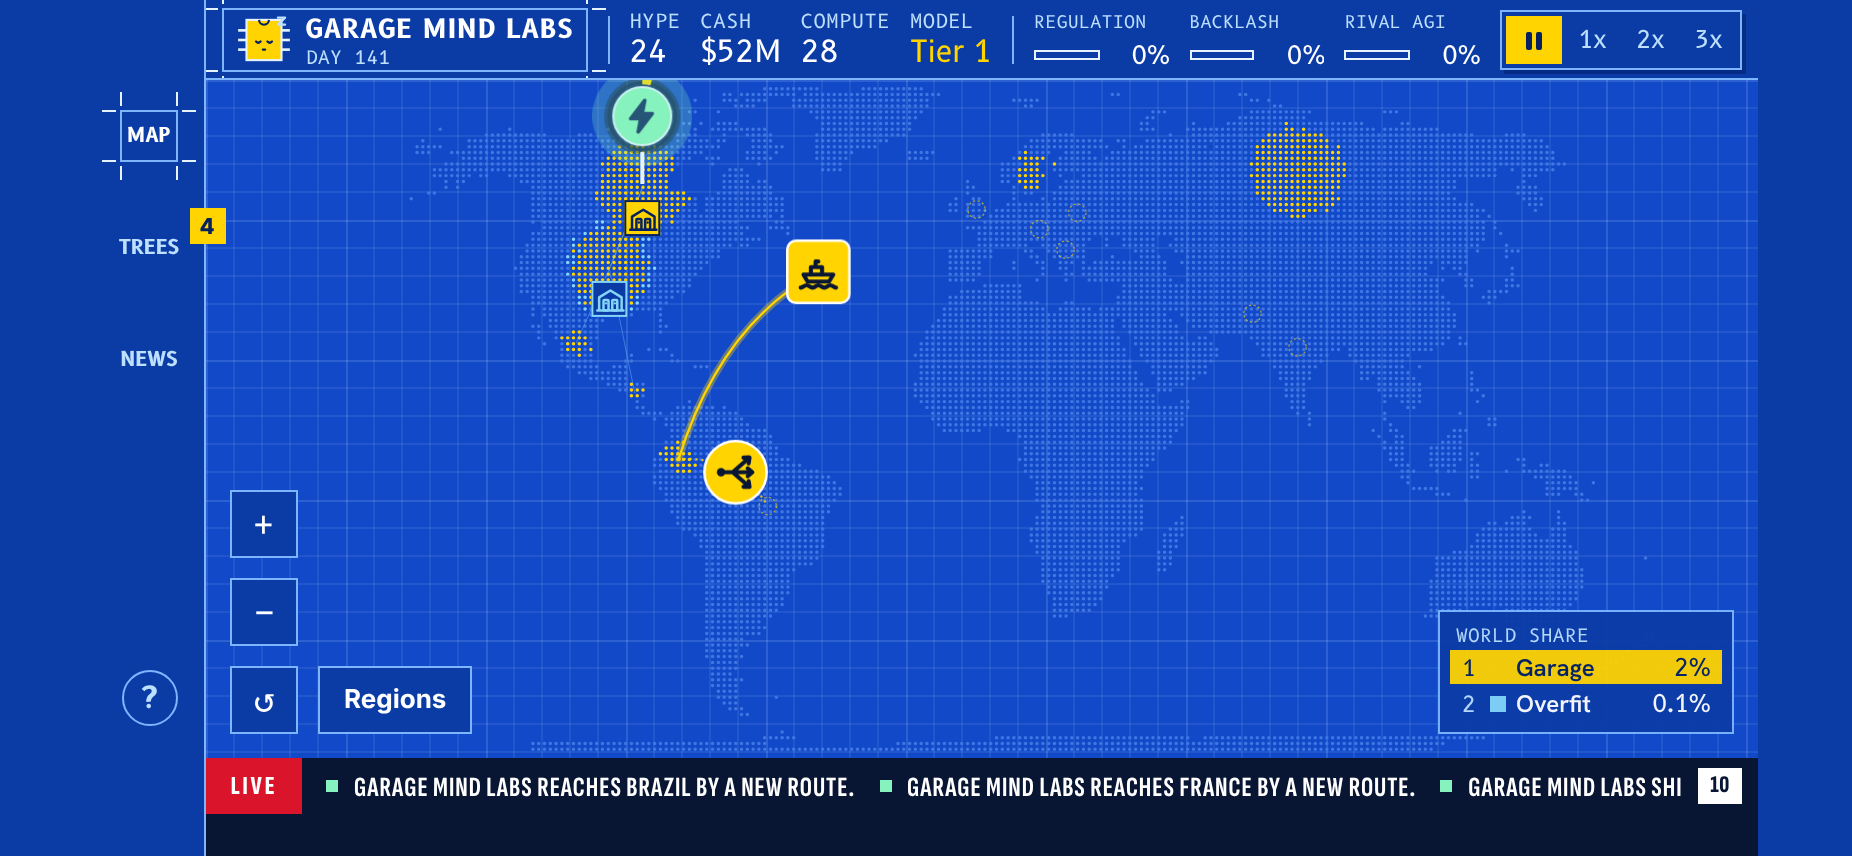 GARAGE MIND LABS
DAY 141
HYPE
24
CASH
$52M
COMPUTE
28
MODEL
Tier 1
REGULATION
0%
BACKLASH
0%
RIVAL AGI
0%
1x 2x 3x
MAP
4
TREES
NEWS
+
−
↺
Regions
?
WORLD SHARE
1 Garage 2%
2 Overfit 0.1%
LIVE
GARAGE MIND LABS REACHES BRAZIL BY A NEW ROUTE. GARAGE MIND LABS REACHES FRANCE BY A NEW ROUTE. GARAGE MIND LABS SHI
10